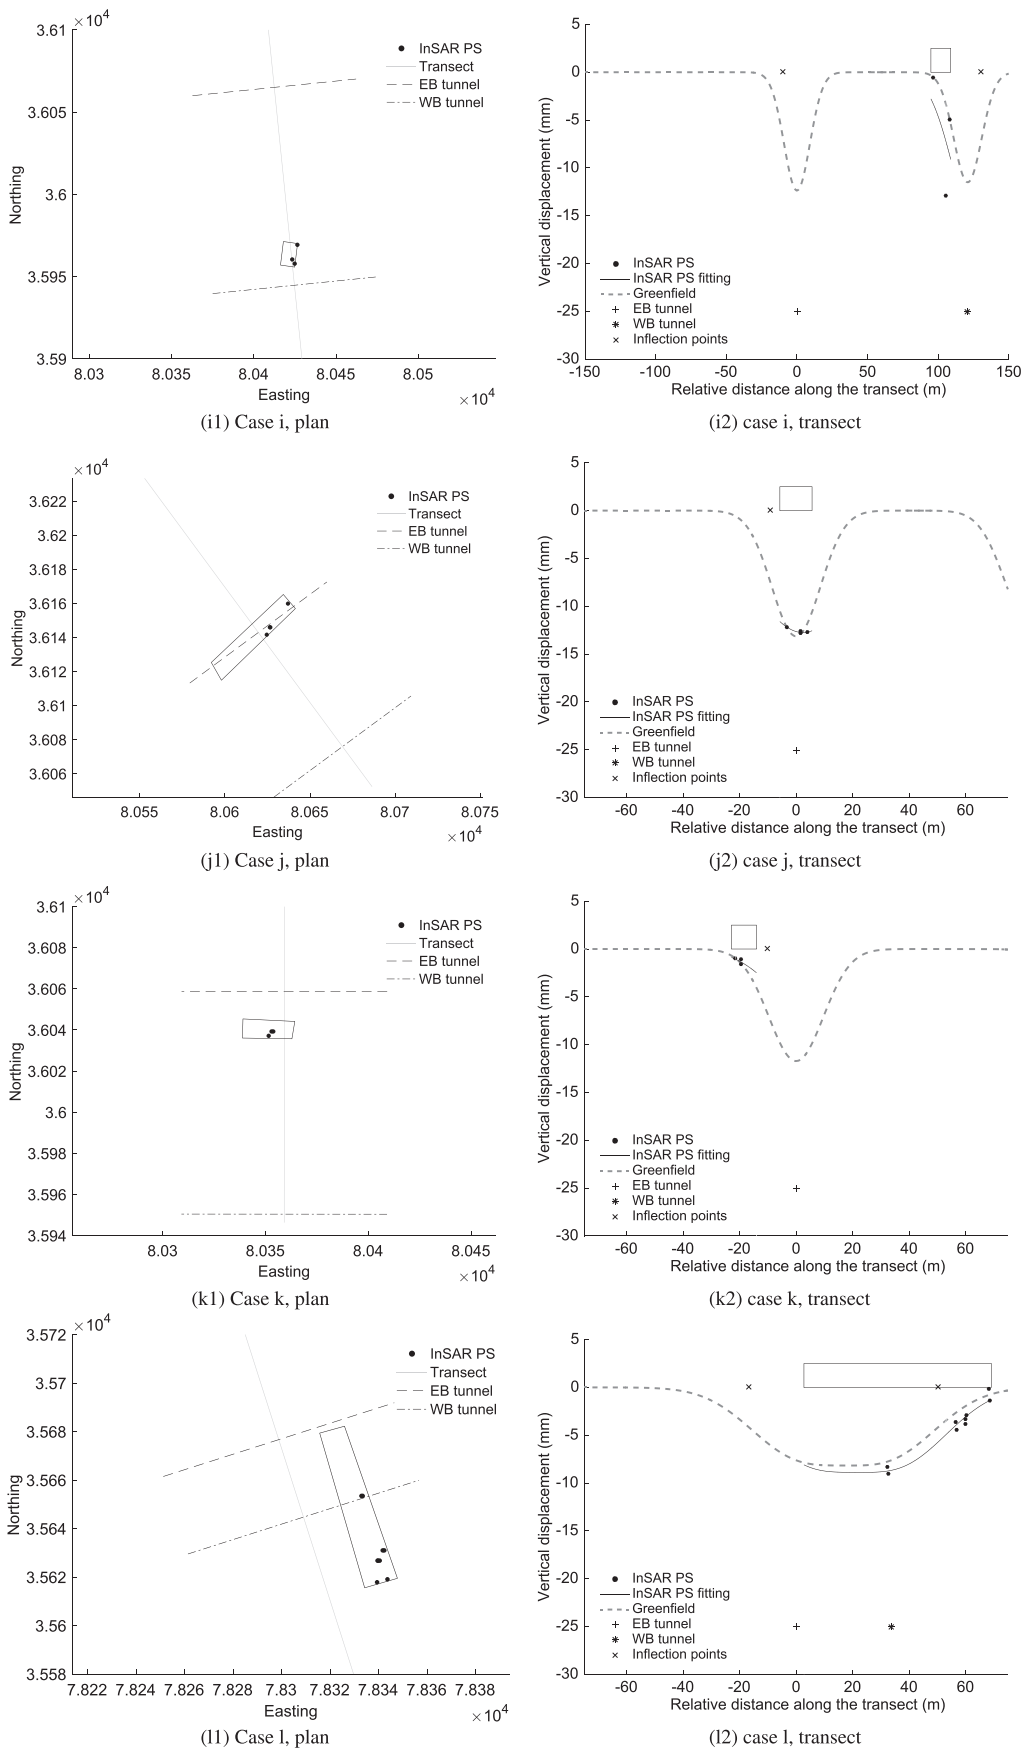 ×10⁴
3.61
3.605
3.6
3.595
3.59
Northing
InSAR PS
Transect
EB tunnel
WB tunnel
8.03 8.035 8.04 8.045 8.05
Easting
×10⁴
(i1) Case i, plan
5
0
-5
-10
-15
-20
-25
-30
Vertical displacement (mm)
InSAR PS
InSAR PS fitting
Greenfield
EB tunnel
WB tunnel
Inflection points
-150 -100 -50 0 50 100 150
Relative distance along the transect (m)
(i2) case i, transect
×10⁴
3.622
3.62
3.618
3.616
3.614
3.612
3.61
3.608
3.606
Northing
InSAR PS
Transect
EB tunnel
WB tunnel
8.055 8.06 8.065 8.07 8.075
Easting
×10⁴
(j1) Case j, plan
5
0
-5
-10
-15
-20
-25
-30
Vertical displacement (mm)
InSAR PS
InSAR PS fitting
Greenfield
EB tunnel
WB tunnel
Inflection points
-60 -40 -20 0 20 40 60
Relative distance along the transect (m)
(j2) case j, transect
×10⁴
3.61
3.608
3.606
3.604
3.602
3.6
3.598
3.596
3.594
Northing
InSAR PS
Transect
EB tunnel
WB tunnel
8.03 8.035 8.04 8.045
Easting
×10⁴
(k1) Case k, plan
5
0
-5
-10
-15
-20
-25
-30
Vertical displacement (mm)
InSAR PS
InSAR PS fitting
Greenfield
EB tunnel
WB tunnel
Inflection points
-60 -40 -20 0 20 40 60
Relative distance along the transect (m)
(k2) case k, transect
×10⁴
3.572
3.57
3.568
3.566
3.564
3.562
3.56
3.558
Northing
InSAR PS
Transect
EB tunnel
WB tunnel
7.822 7.824 7.826 7.828 7.83 7.832 7.834 7.836 7.838
Easting
×10⁴
(l1) Case l, plan
5
0
-5
-10
-15
-20
-25
-30
Vertical displacement (mm)
InSAR PS
InSAR PS fitting
Greenfield
EB tunnel
WB tunnel
Inflection points
-60 -40 -20 0 20 40 60
Relative distance along the transect (m)
(l2) case l, transect